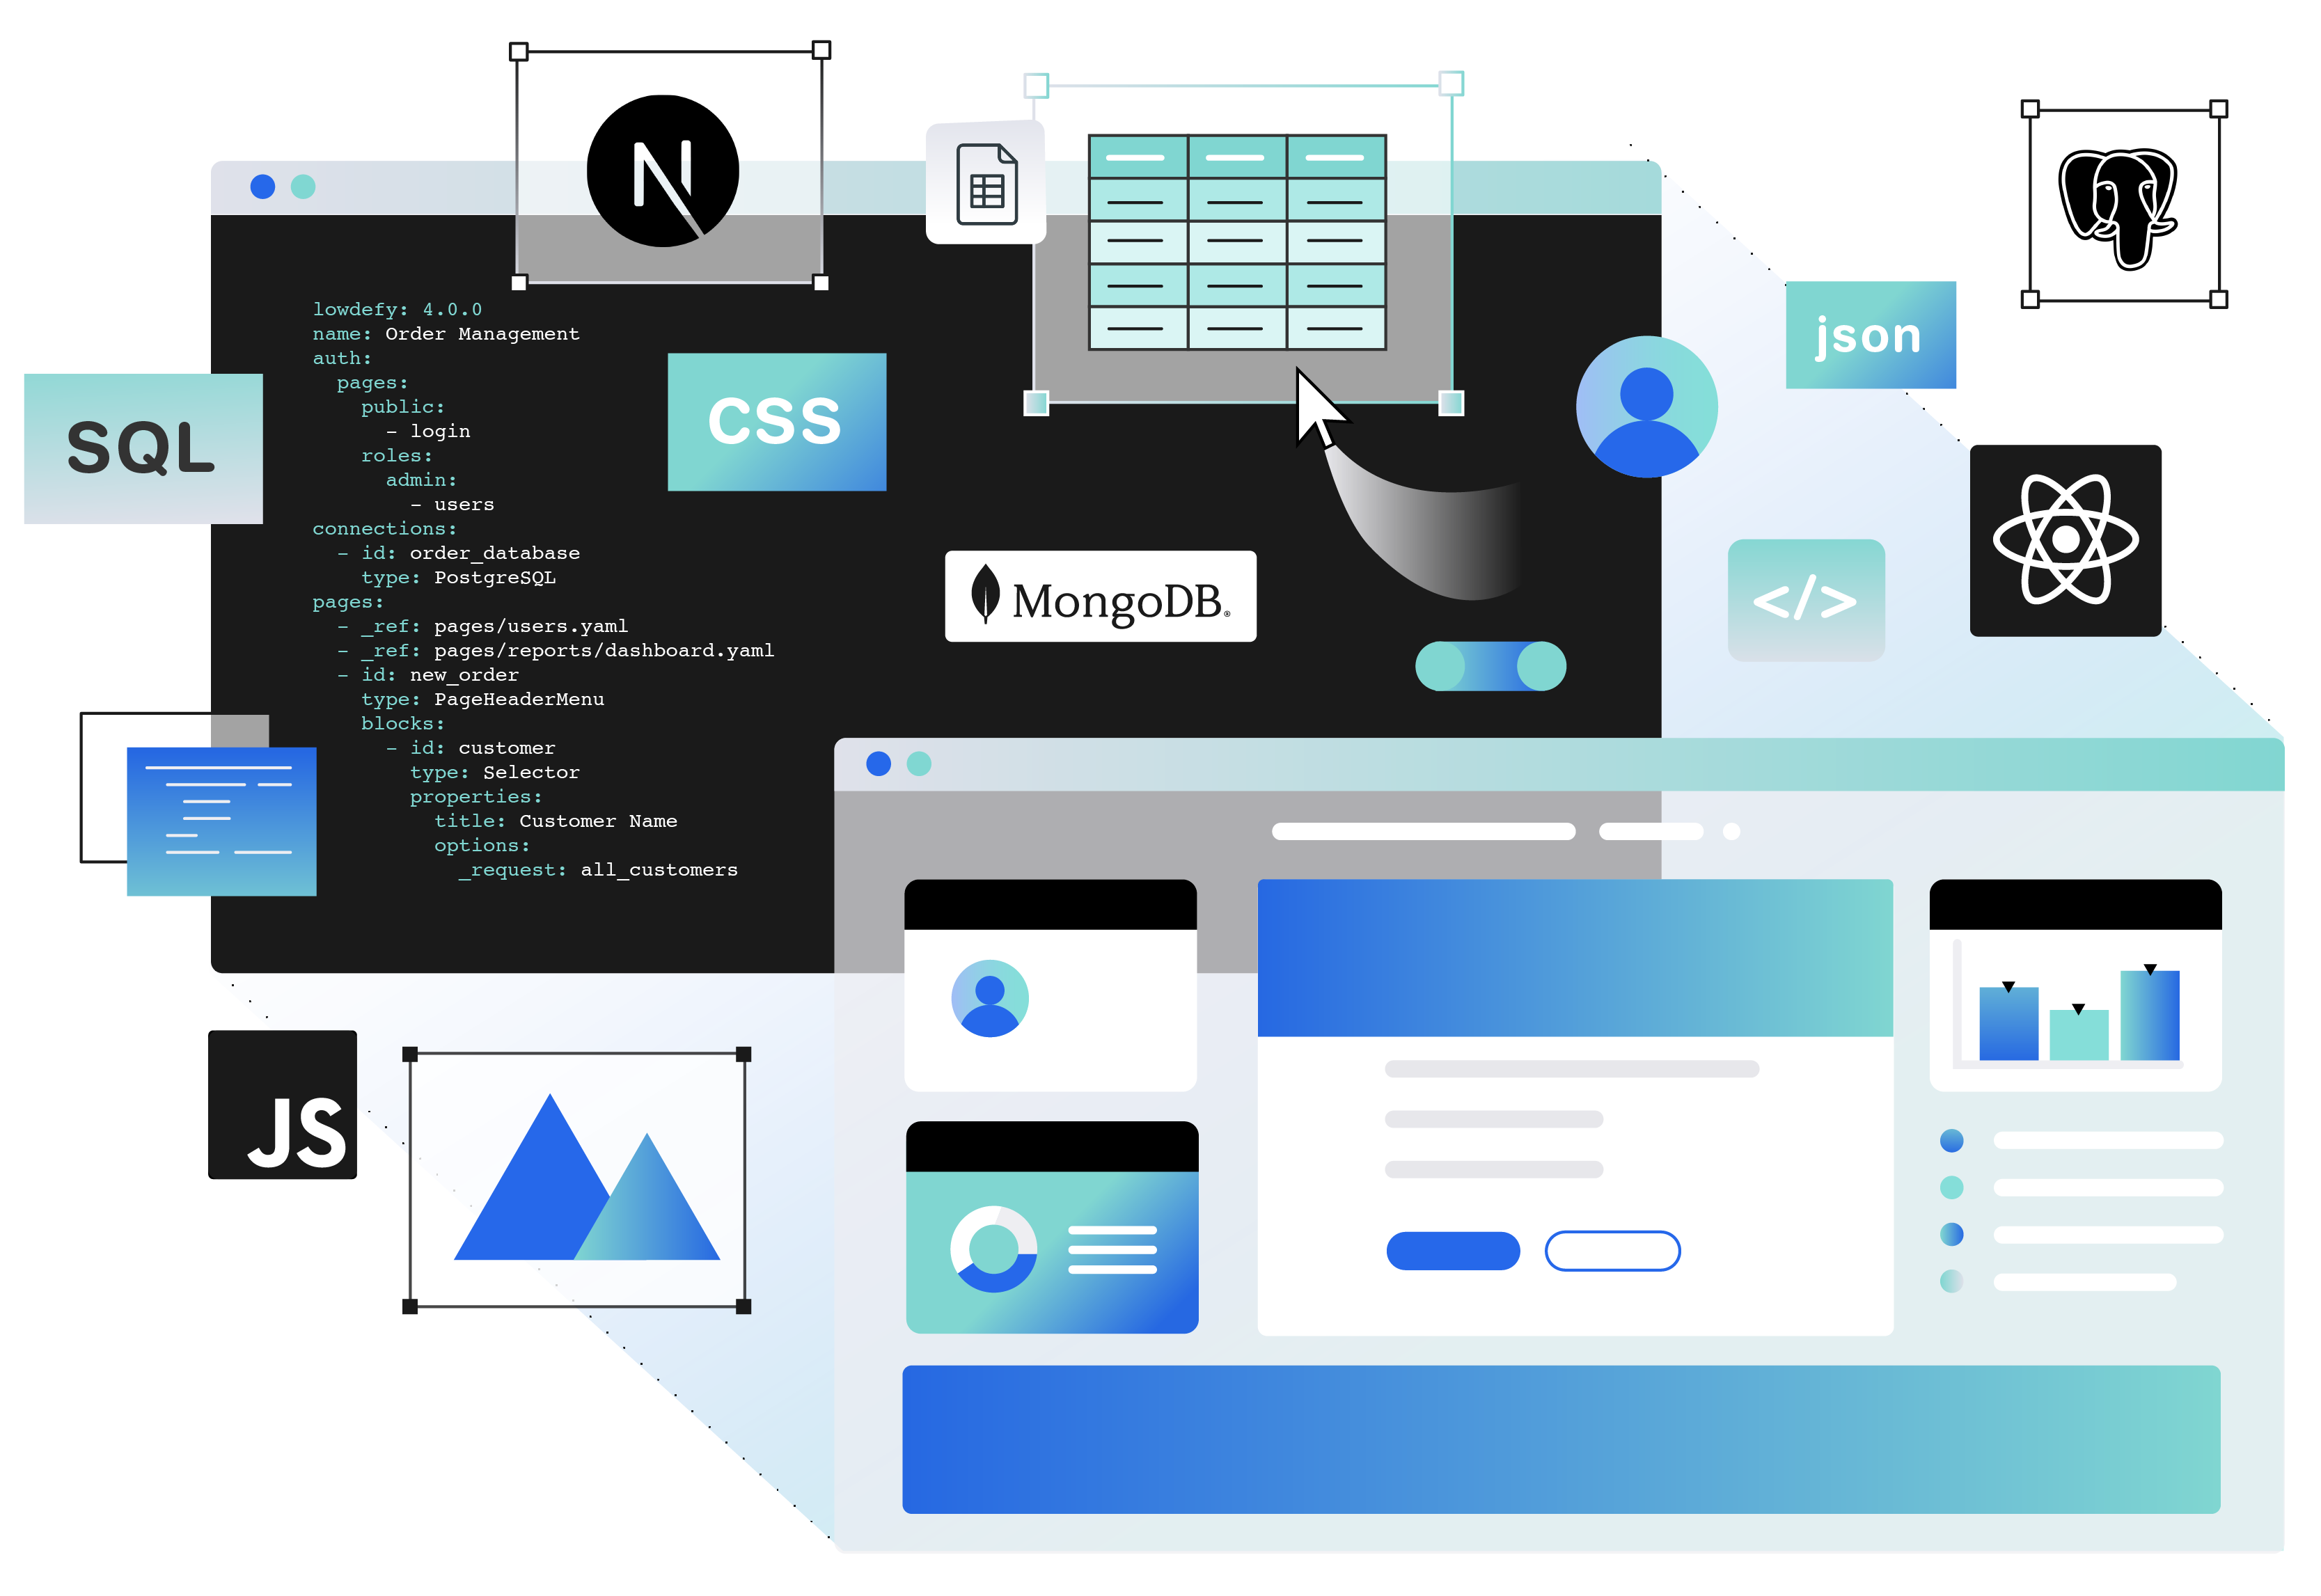 lowdefy: 4.0.0
name: Order Management
auth:
  pages:
    public:
      - login
    roles:
      admin:
        - users
connections:
  - id: order_database
    type: PostgreSQL
pages:
  - _ref: pages/users.yaml
  - _ref: pages/reports/dashboard.yaml
  - id: new_order
    type: PageHeaderMenu
    blocks:
      - id: customer
        type: Selector
        properties:
          title: Customer Name
          options:
            _request: all_customers
N
SQL
CSS
json
MongoDB®
</>
JS